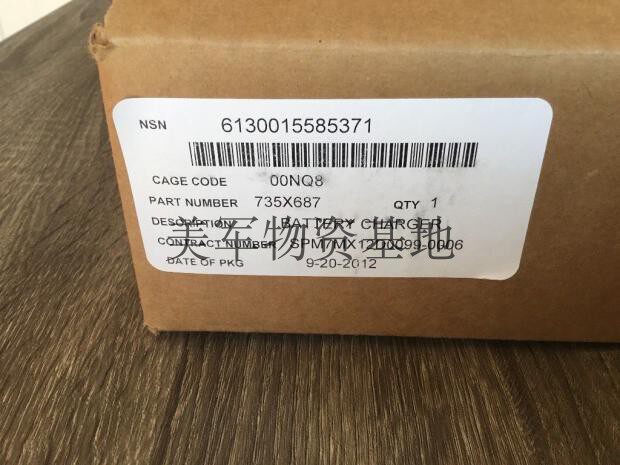 NSN 6130015585371
CAGE CODE 00NQ8
PART NUMBER 735X687 QTY 1
DESCRIPTION BATTERY CHARGER
美军物资基地
CONTRACT NUMBER SPM7MX12D0099-0006
DATE OF PKG 9-20-2012